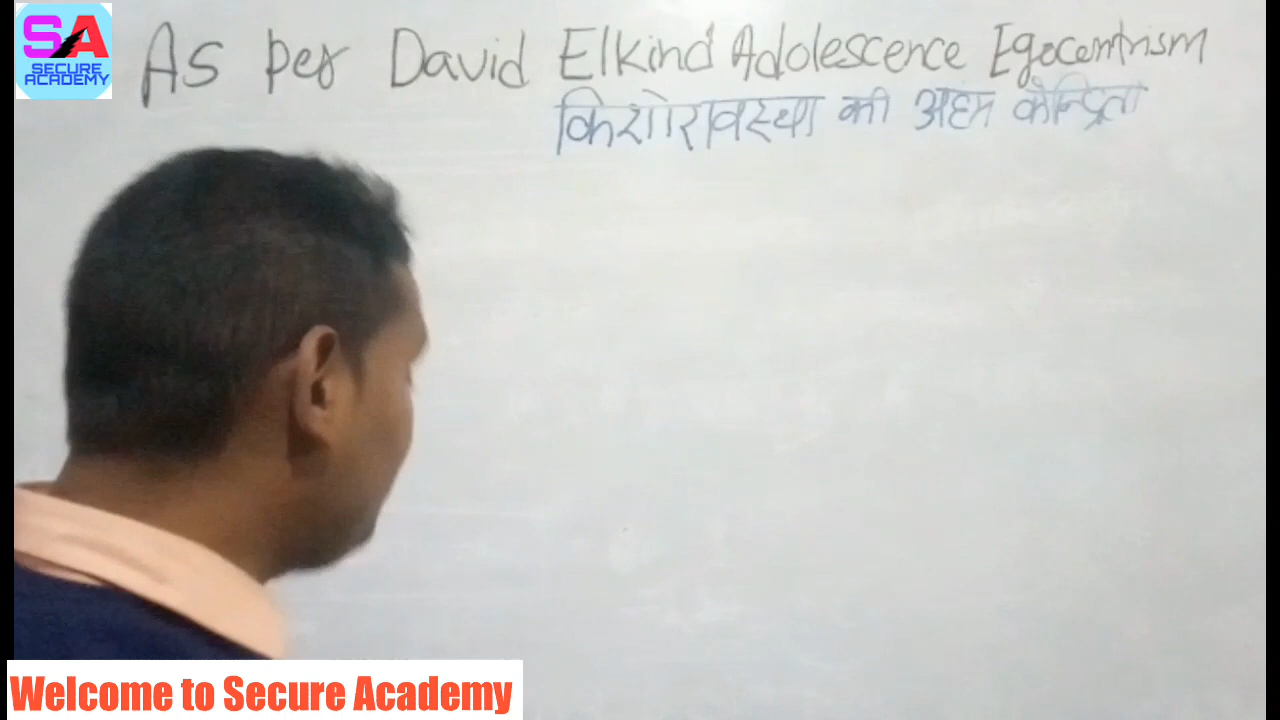 SA
SECURE
ACADEMY
As per David Elkind Adolescence Egocentrism
किशोरावस्था की अहम केन्द्रिता
Welcome to Secure Academy